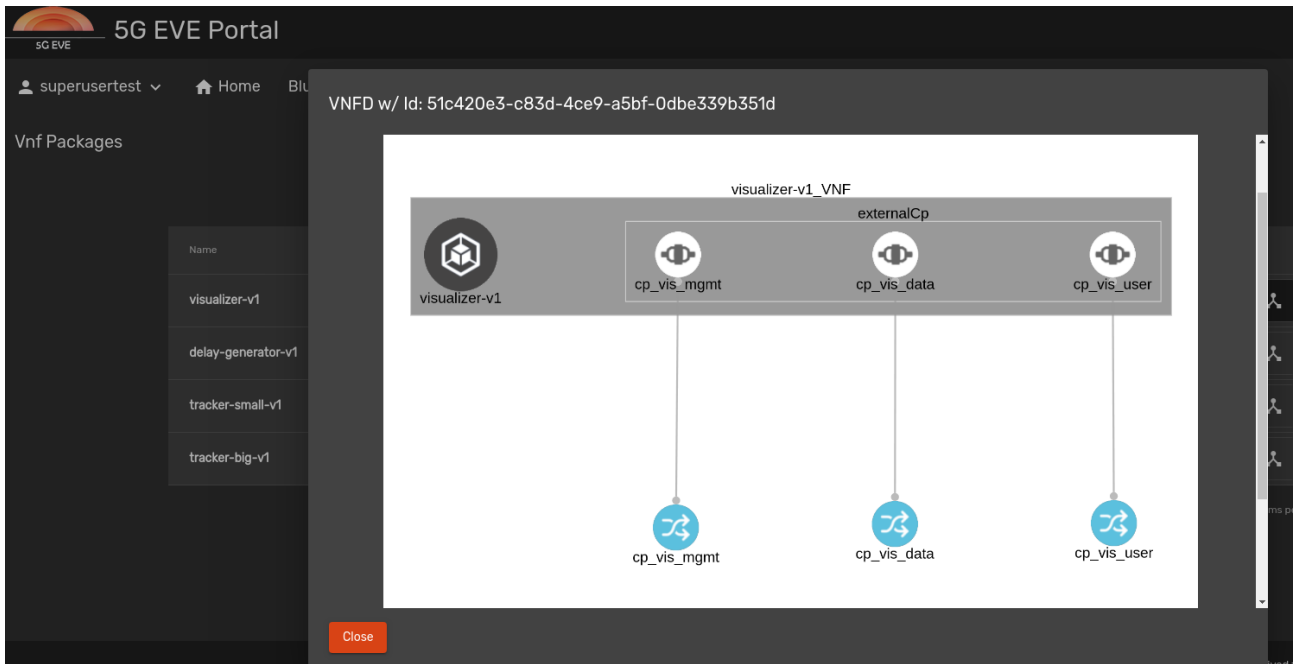 5G EVE
5G EVE Portal
superusertest
Home
Blu
Vnf Packages
VNFD w/ Id: 51c420e3-c83d-4ce9-a5bf-0dbe339b351d
Name
visualizer-v1
delay-generator-v1
tracker-small-v1
tracker-big-v1
visualizer-v1_VNF
externalCp
visualizer-v1
cp_vis_mgmt
cp_vis_data
cp_vis_user
cp_vis_mgmt
cp_vis_data
cp_vis_user
ms p
Close